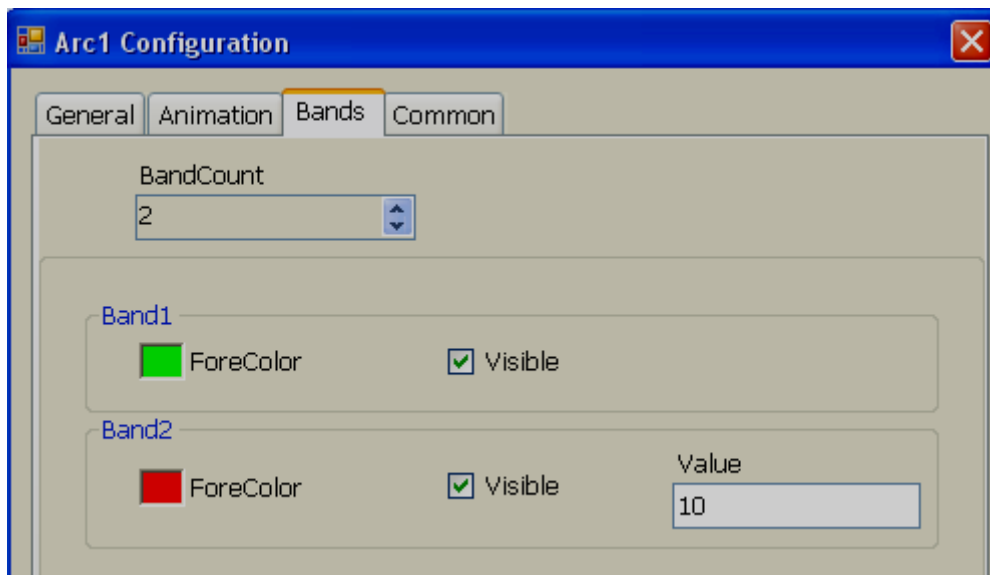 Arc1 Configuration
General Animation Bands Common
BandCount
2
Band1
ForeColor Visible
Band2
ForeColor Visible Value
10